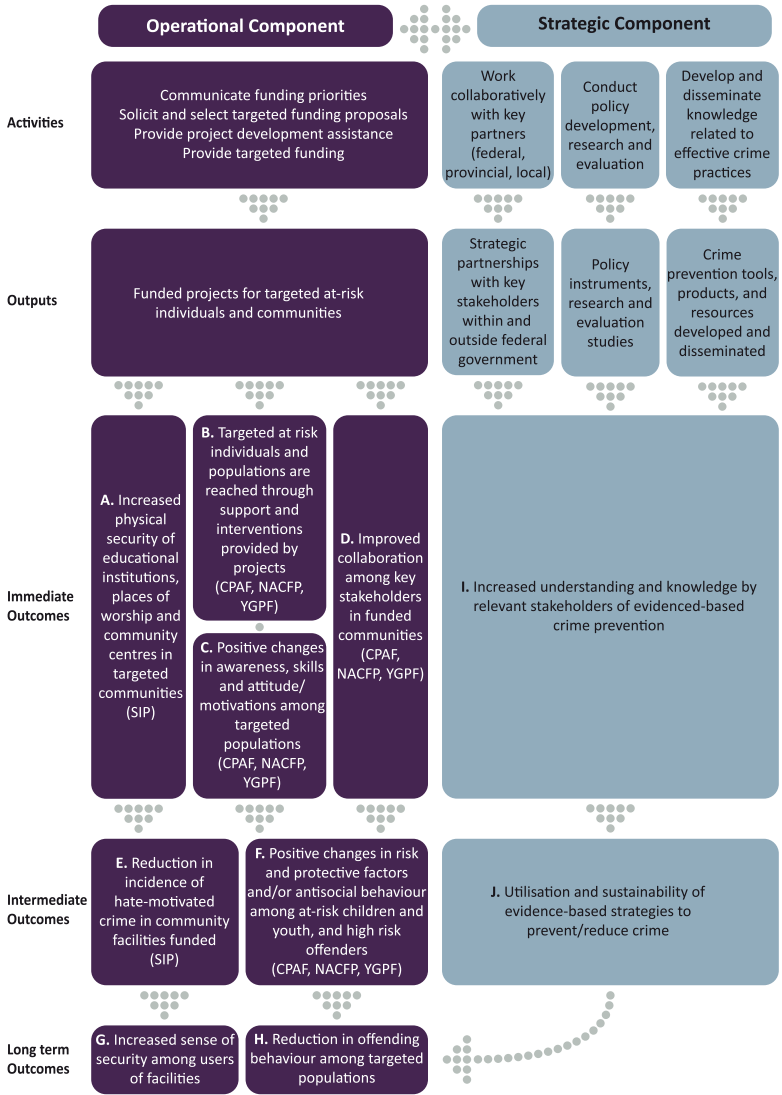 Operational Component
Strategic Component
Activities
Communicate funding priorities
Solicit and select targeted funding proposals
Provide project development assistance
Provide targeted funding
Work
collaboratively
with key
partners
(federal,
provincial, local)
Conduct
policy
development,
research and
evaluation
Develop and
disseminate
knowledge
related to
effective crime
practices
Outputs
Funded projects for targeted at-risk
individuals and communities
Strategic
partnerships
with key
stakeholders
within and
outside federal
government
Policy
instruments,
research and
evaluation
studies
Crime
prevention tools,
products, and
resources
developed and
disseminated
Immediate
Outcomes
A. Increased
physical
security of
educational
institutions,
places of
worship and
community
centres in
targeted
communities
(SIP)
B. Targeted at risk
individuals and
populations are
reached through
support and
interventions
provided by
projects
(CPAF, NACFP,
YGPF)
C. Positive changes
in awareness, skills
and attitude/
motivations among
targeted
populations
(CPAF, NACFP,
YGPF)
D. Improved
collaboration
among key
stakeholders
in funded
communities
(CPAF,
NACFP, YGPF)
I. Increased understanding and knowledge by
relevant stakeholders of evidenced-based
crime prevention
Intermediate
Outcomes
E. Reduction in
incidence of
hate-motivated
crime in community
facilities funded
(SIP)
F. Positive changes in risk
and protective factors
and/or antisocial behaviour
among at-risk children and
youth, and high risk
offenders
(CPAF, NACFP, YGPF)
J. Utilisation and sustainability of
evidence-based strategies to
prevent/reduce crime
Long term
Outcomes
G. Increased sense of
security among users
of facilities
H. Reduction in offending
behaviour among targeted
populations